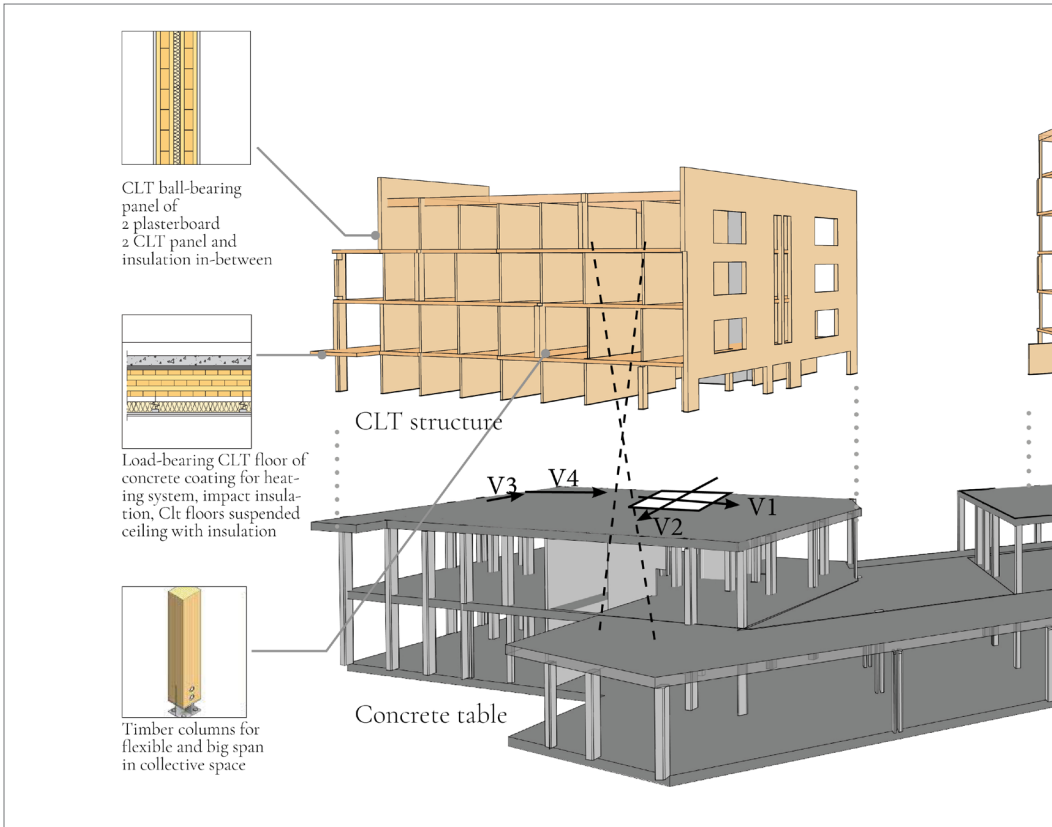 CLT ball-bearing
panel of
2 plasterboard
2 CLT panel and
insulation in-between
CLT structure
Load-bearing CLT floor of
concrete coating for heat-
ing system, impact insula-
tion, Clt floors suspended
ceiling with insulation
V3
V4
V1
V2
Concrete table
Timber columns for
flexible and big span
in collective space